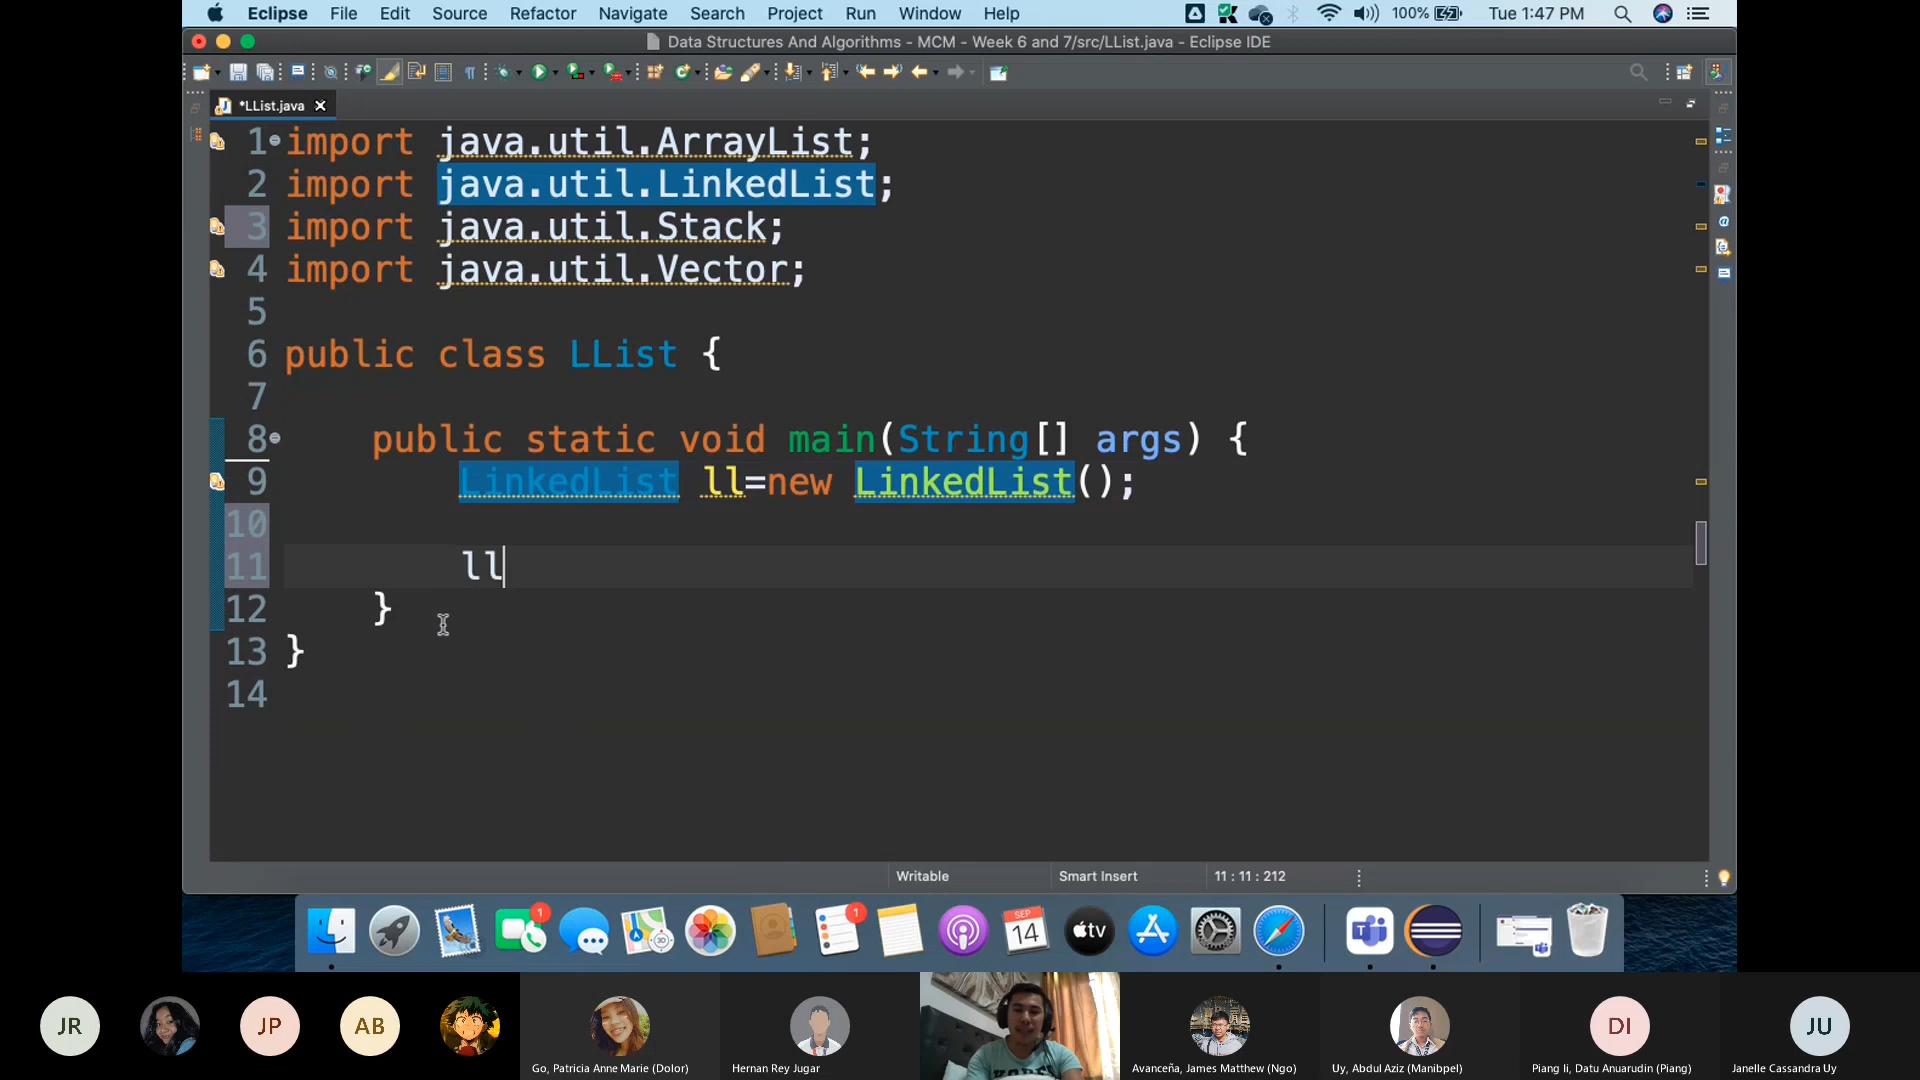 Eclipse File Edit Source Refactor Navigate Search Project Run Window Help 100% Tue 1:47 PM
Data Structures And Algorithms - MCM - Week 6 and 7/src/LList.java - Eclipse IDE
*LList.java
1 import java.util.ArrayList;
2 import java.util.LinkedList;
3 import java.util.Stack;
4 import java.util.Vector;
5
6 public class LList {
7
8 public static void main(String[] args) {
9 LinkedList ll=new LinkedList();
10
11 ll
12 }
13 }
14
Writable Smart Insert 11 : 11 : 212
1 1 SEP 14 tv
JR JP AB DI JU
Go, Patricia Anne Marie (Dolor) Hernan Rey Jugar Avanceña, James Matthew (Ngo) Uy, Abdul Aziz (Manibpel) Piang Ii, Datu Anuarudin (Piang) Janelle Cassandra Uy